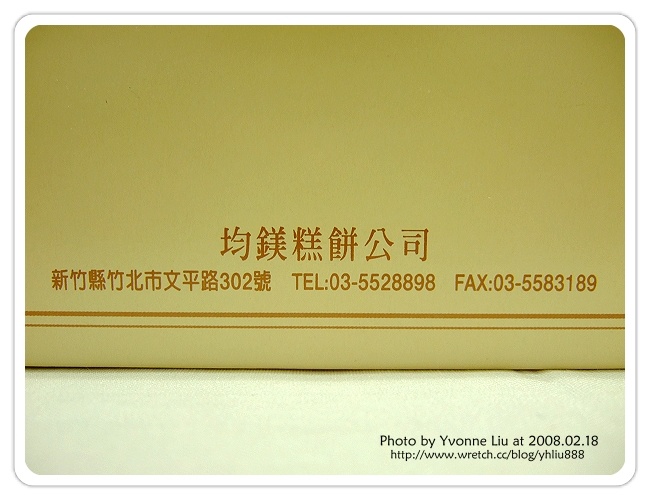 均鎂糕餅公司
新竹縣竹北市文平路302號 TEL:03-5528898 FAX:03-5583189
Photo by Yvonne Liu at 2008.02.18
http://www.wretch.cc/blog/yhliu888